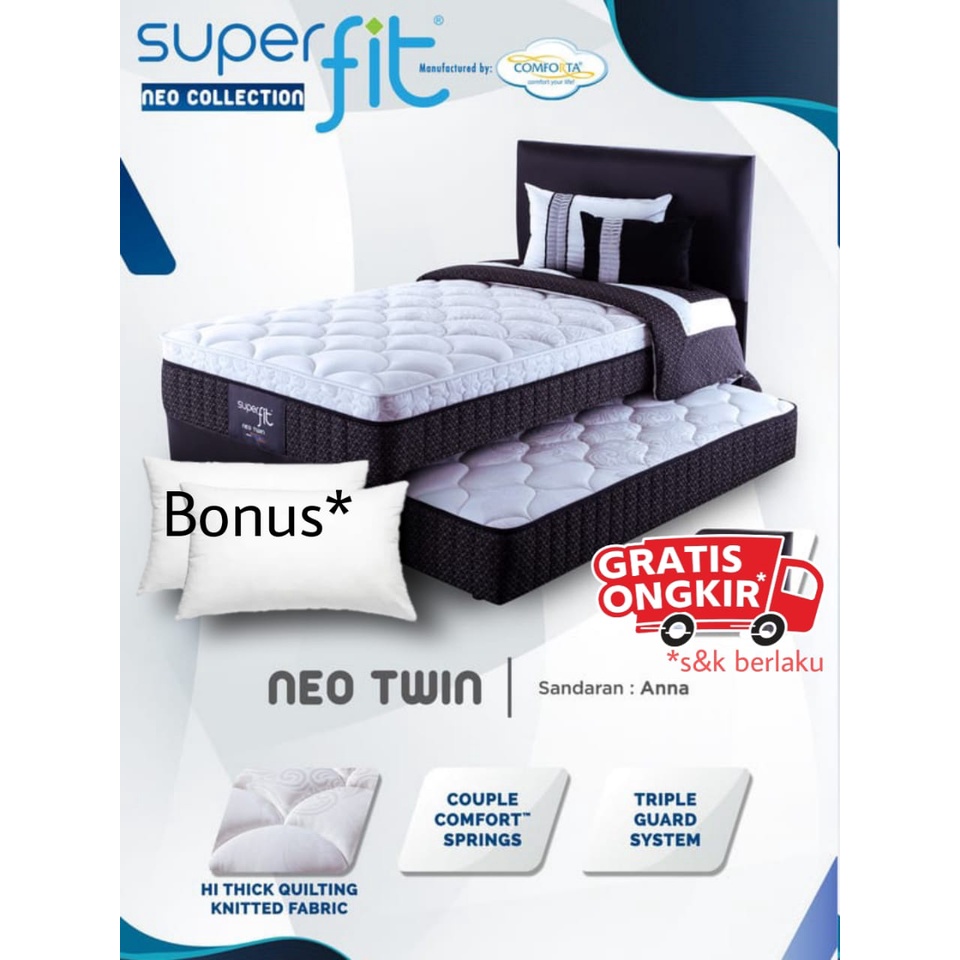 superfit®
NEO COLLECTION
Manufactured by:
COMFORTA®
comfort your life!
superfit
NEO TWIN
Bonus*
GRATIS
ONGKIR*
*s&k berlaku
NEO TWIN
Sandaran : Anna
COUPLE
COMFORT™
SPRINGS
TRIPLE
GUARD
SYSTEM
HI THICK QUILTING
KNITTED FABRIC